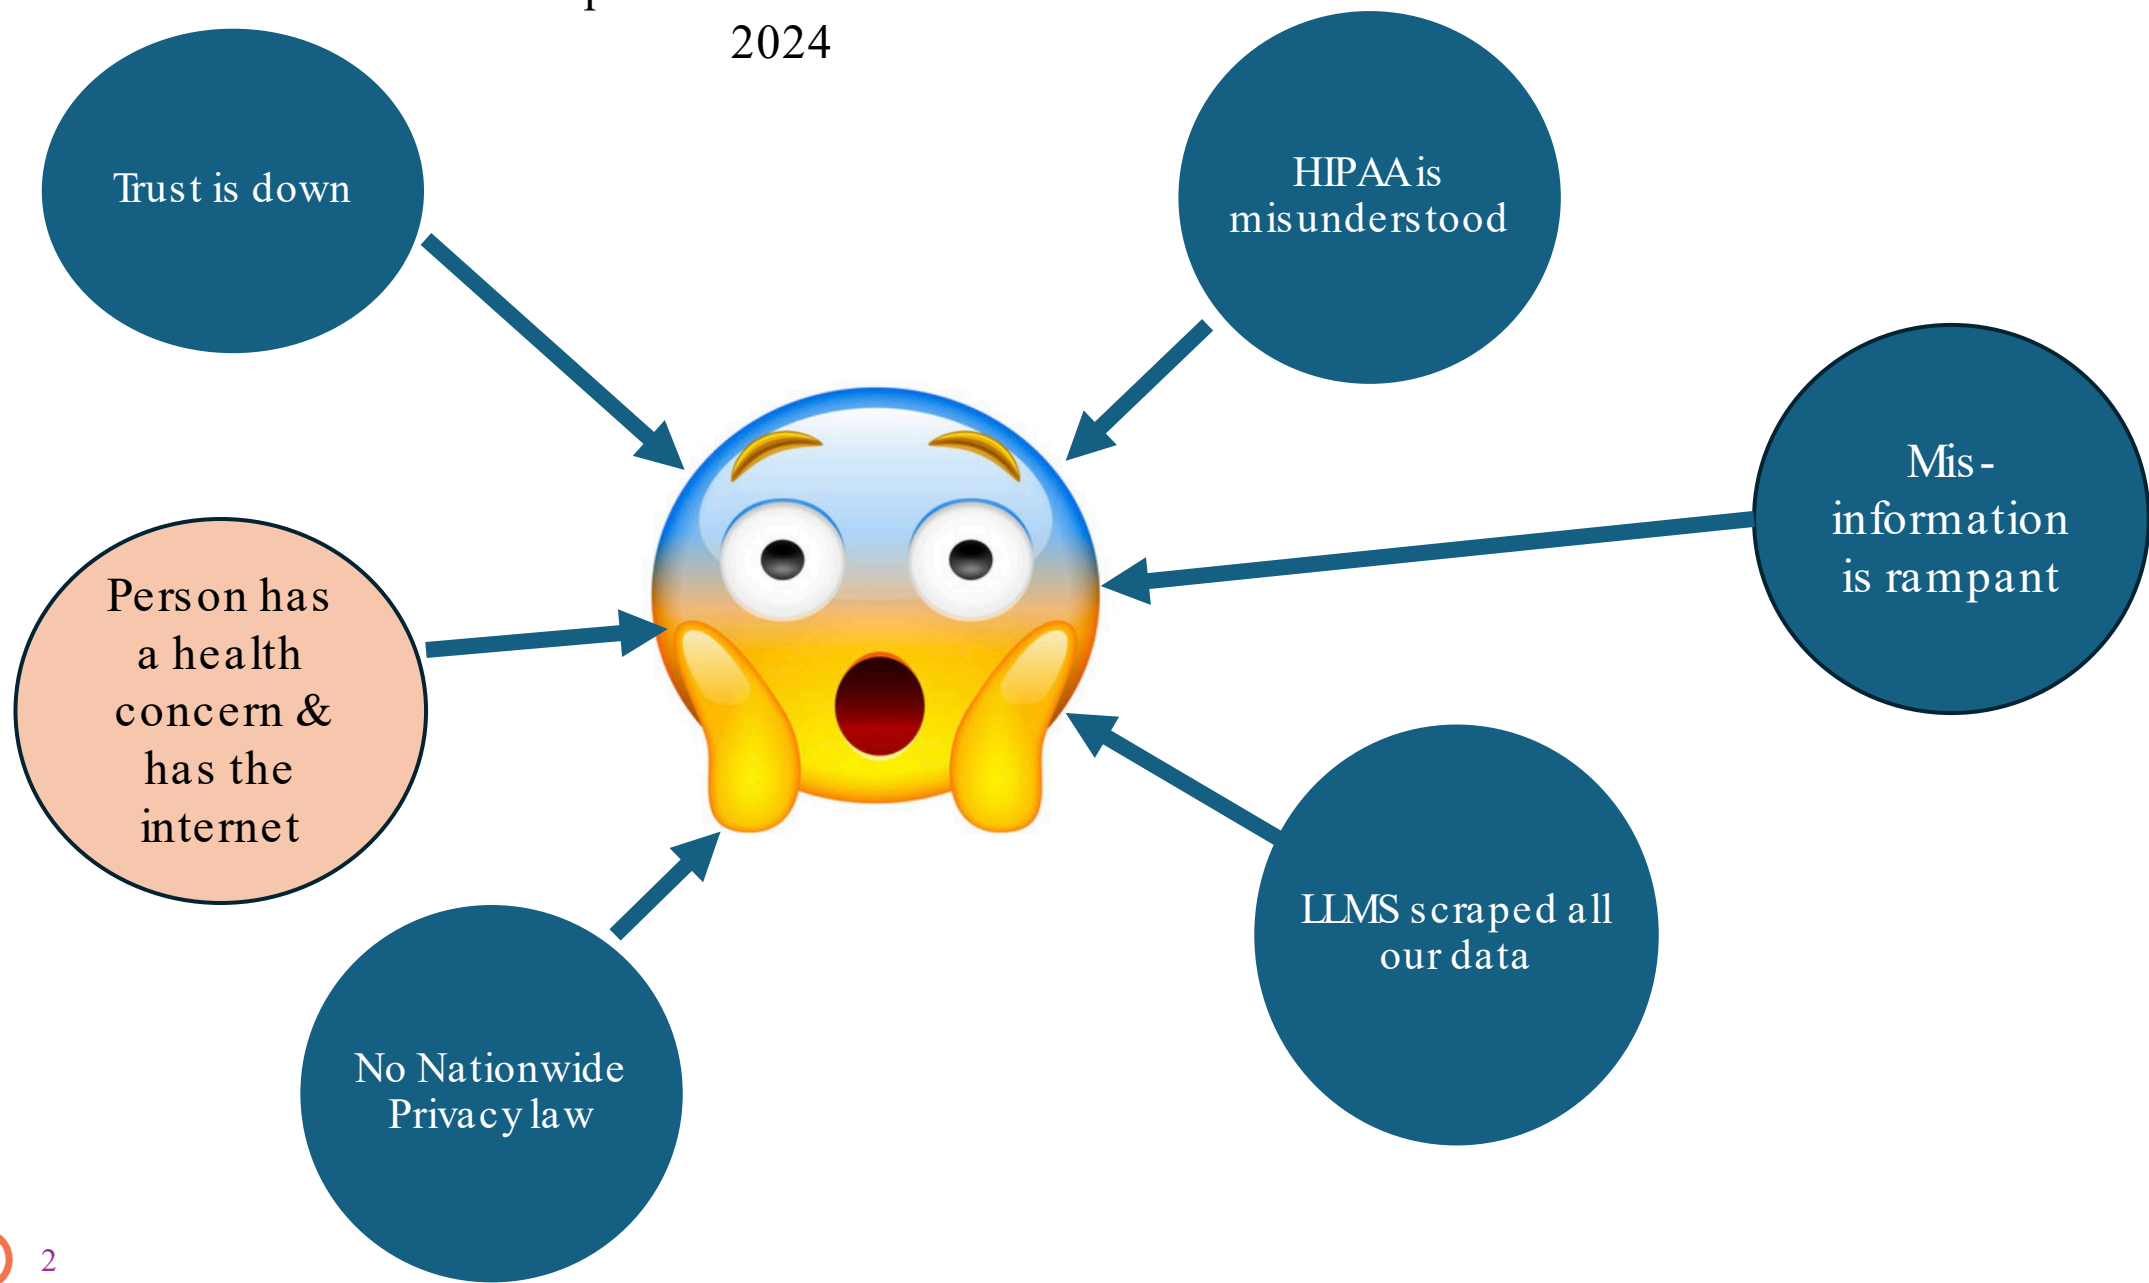 2024
Trust is down
HIPAA is
misunderstood
Mis-
information
is rampant
Person has
a health
concern &
has the
internet
LLMS scraped all
our data
No Nationwide
Privacy law
2